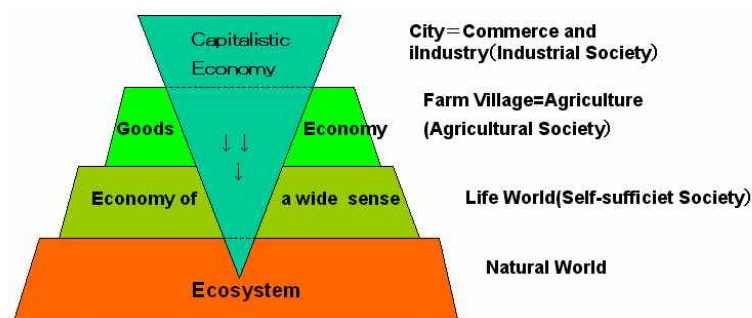 Capitalistic
Economy
City=Commerce and
iIndustry(Industrial Society)
Goods Economy
Farm Village=Agriculture
(Agricultural Society)
↓ ↓
↓
Economy of a wide sense
Life World(Self-sufficiet Society)
Natural World
Ecosystem